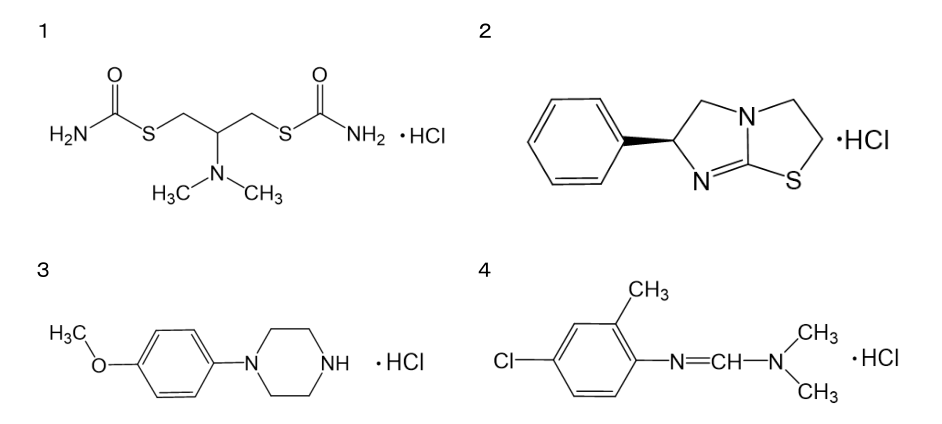 1
O
O
H₂N
S
S
NH₂
·HCl
N
H₃C
CH₃
2
N
N
S
·HCl
3
H₃C
O
N
NH
·HCl
4
CH₃
Cl
N=CH-N
CH₃
CH₃
·HCl